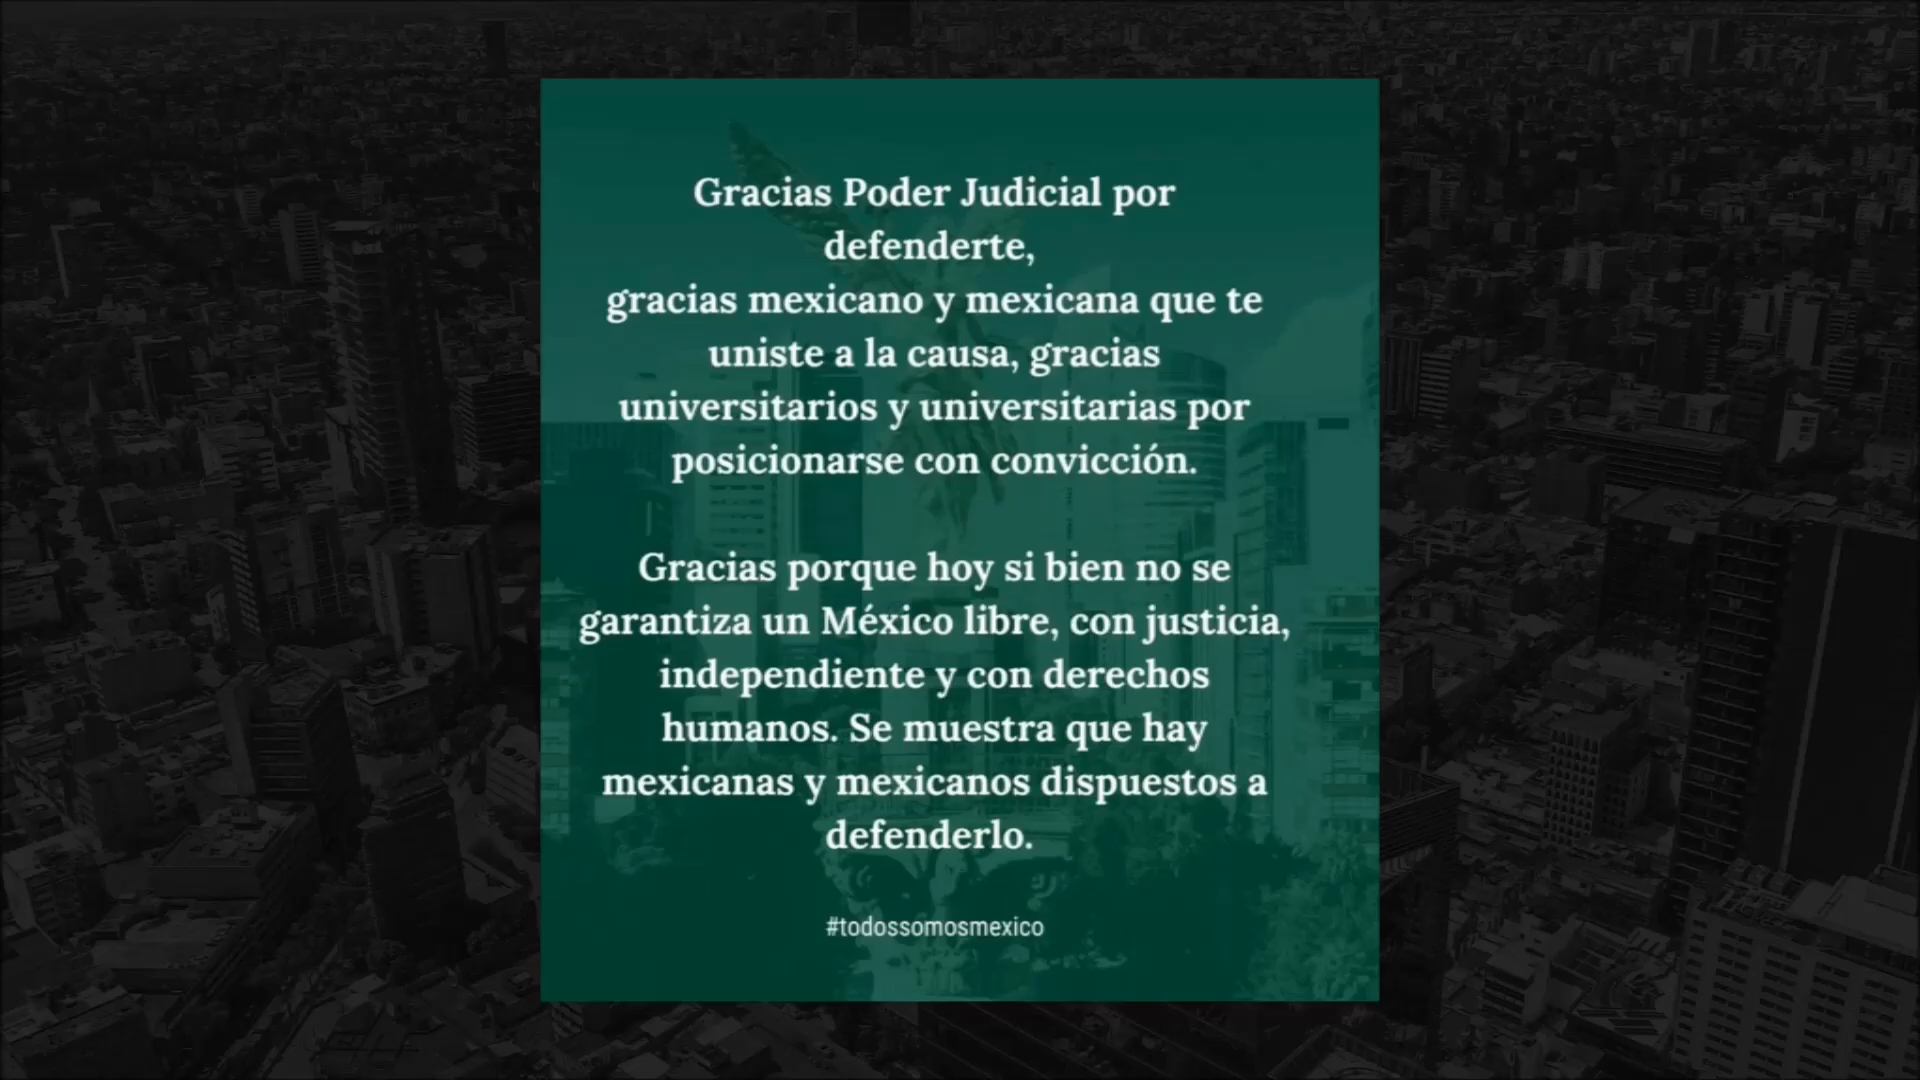 Gracias Poder Judicial por
defenderte,
gracias mexicano y mexicana que te
uniste a la causa, gracias
universitarios y universitarias por
posicionarse con convicción.
Gracias porque hoy si bien no se
garantiza un México libre, con justicia,
independiente y con derechos
humanos. Se muestra que hay
mexicanas y mexicanos dispuestos a
defenderlo.
#todossomosmexico